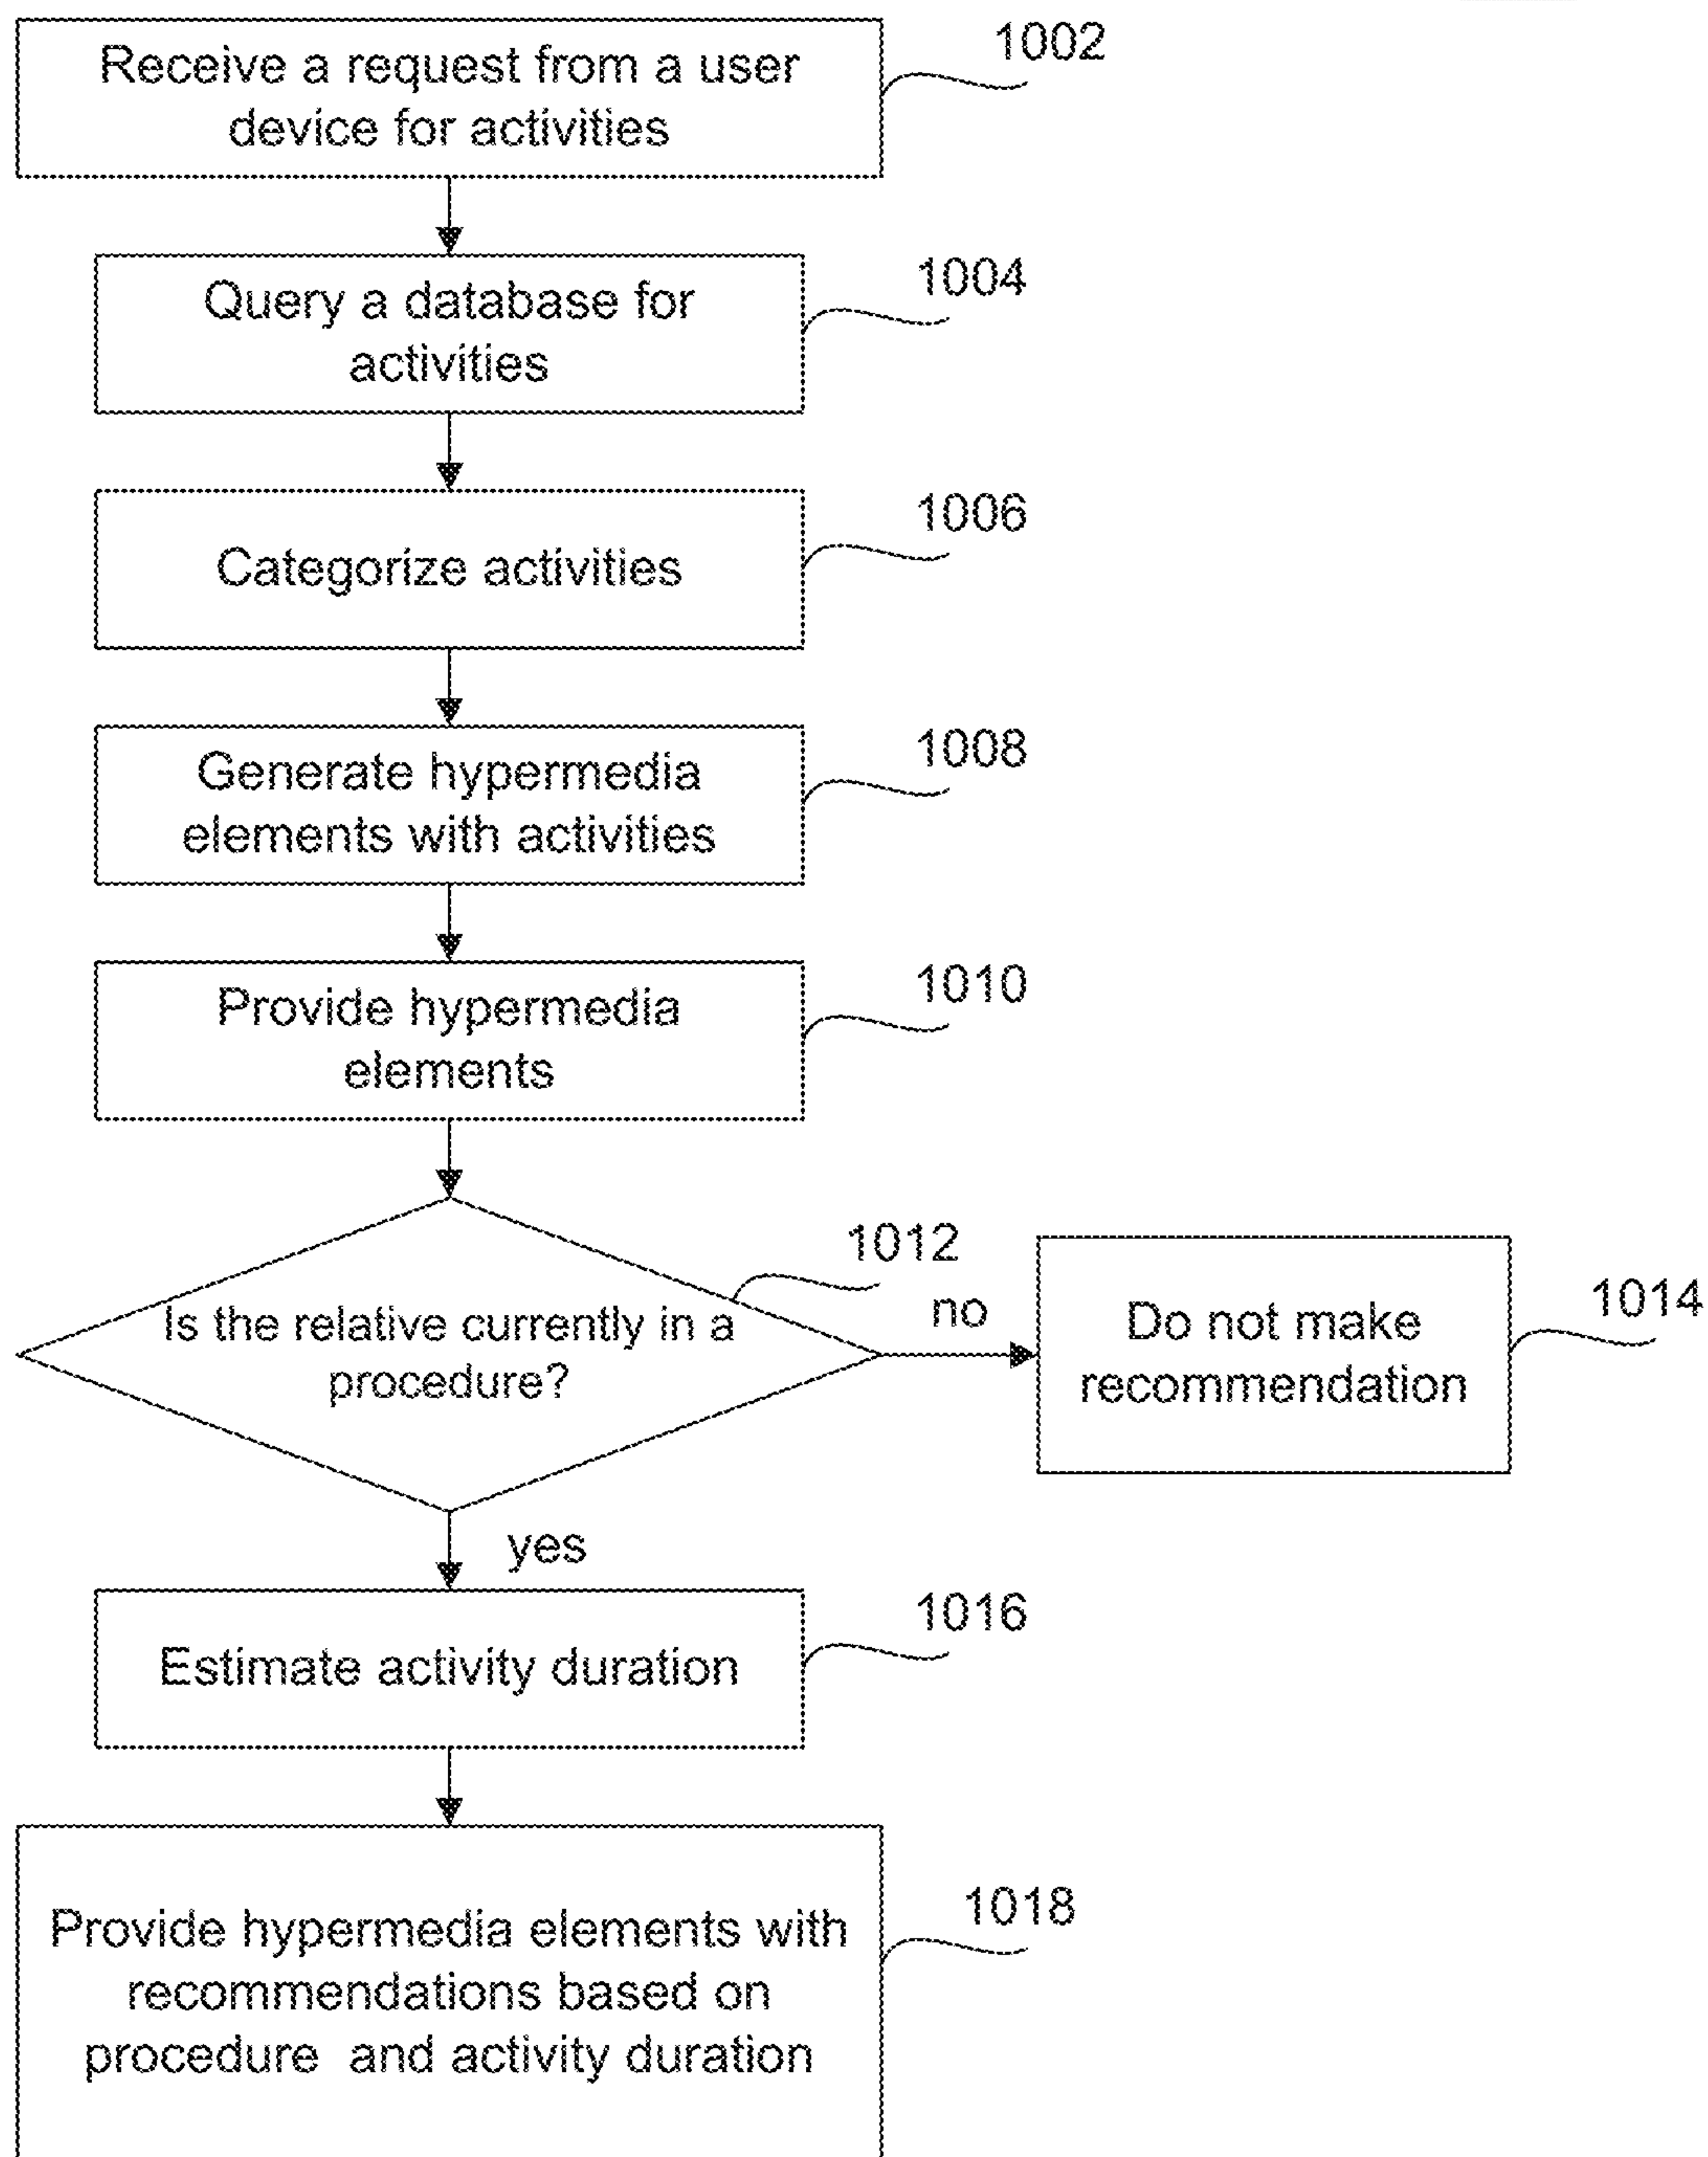 Receive a request from a user
device for activities
1002
Query a database for
activities
1004
Categorize activities
1006
Generate hypermedia
elements with activities
1008
Provide hypermedia
elements
1010
Is the relative currently in a
procedure?
1012
no
Do not make
recommendation
1014
yes
Estimate activity duration
1016
Provide hypermedia elements with
recommendations based on
procedure and activity duration
1018